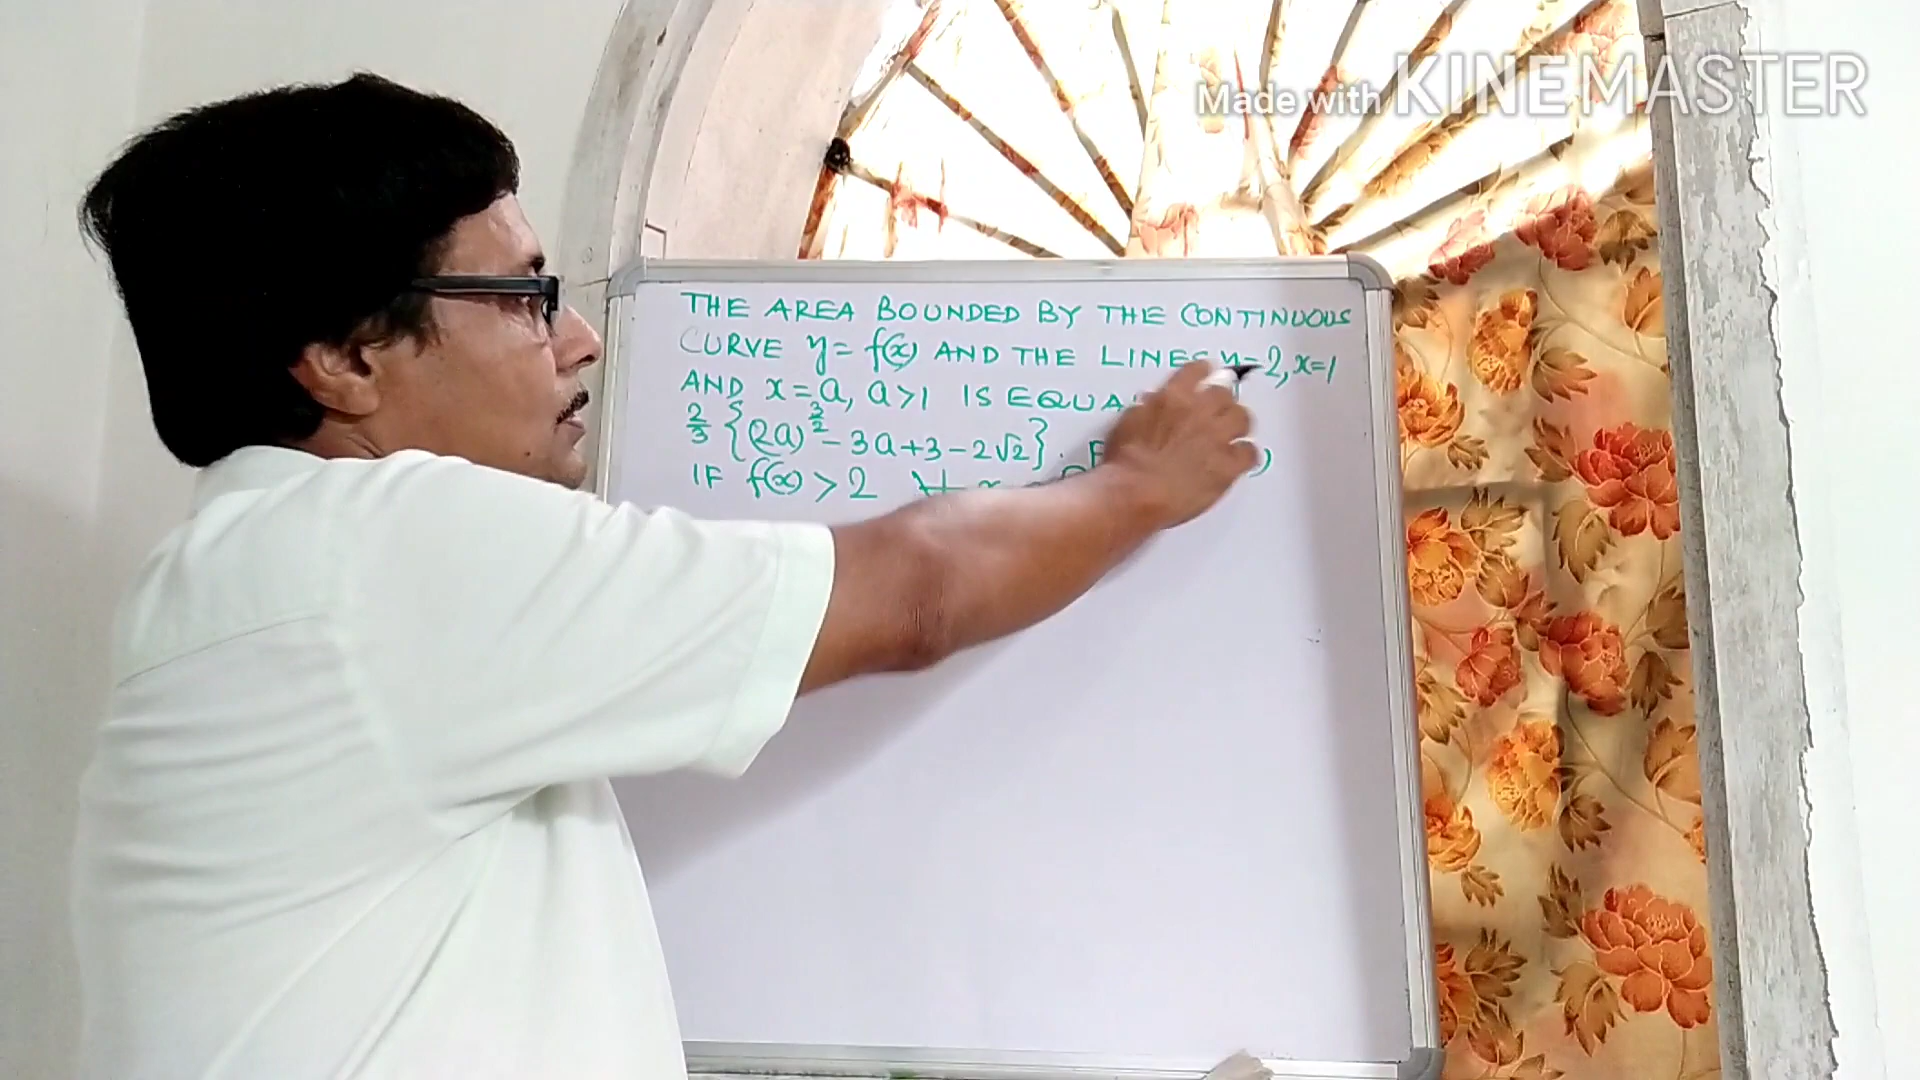 Made with KINEMASTER
THE AREA BOUNDED BY THE CONTINUOUS
CURVE y = f(x) AND THE LINES y=2, x=1
AND x = a, a>1 IS
2/3 {(2a)^3/2 - 3a+3-2√2}.
IF f(x) > 2 ∀